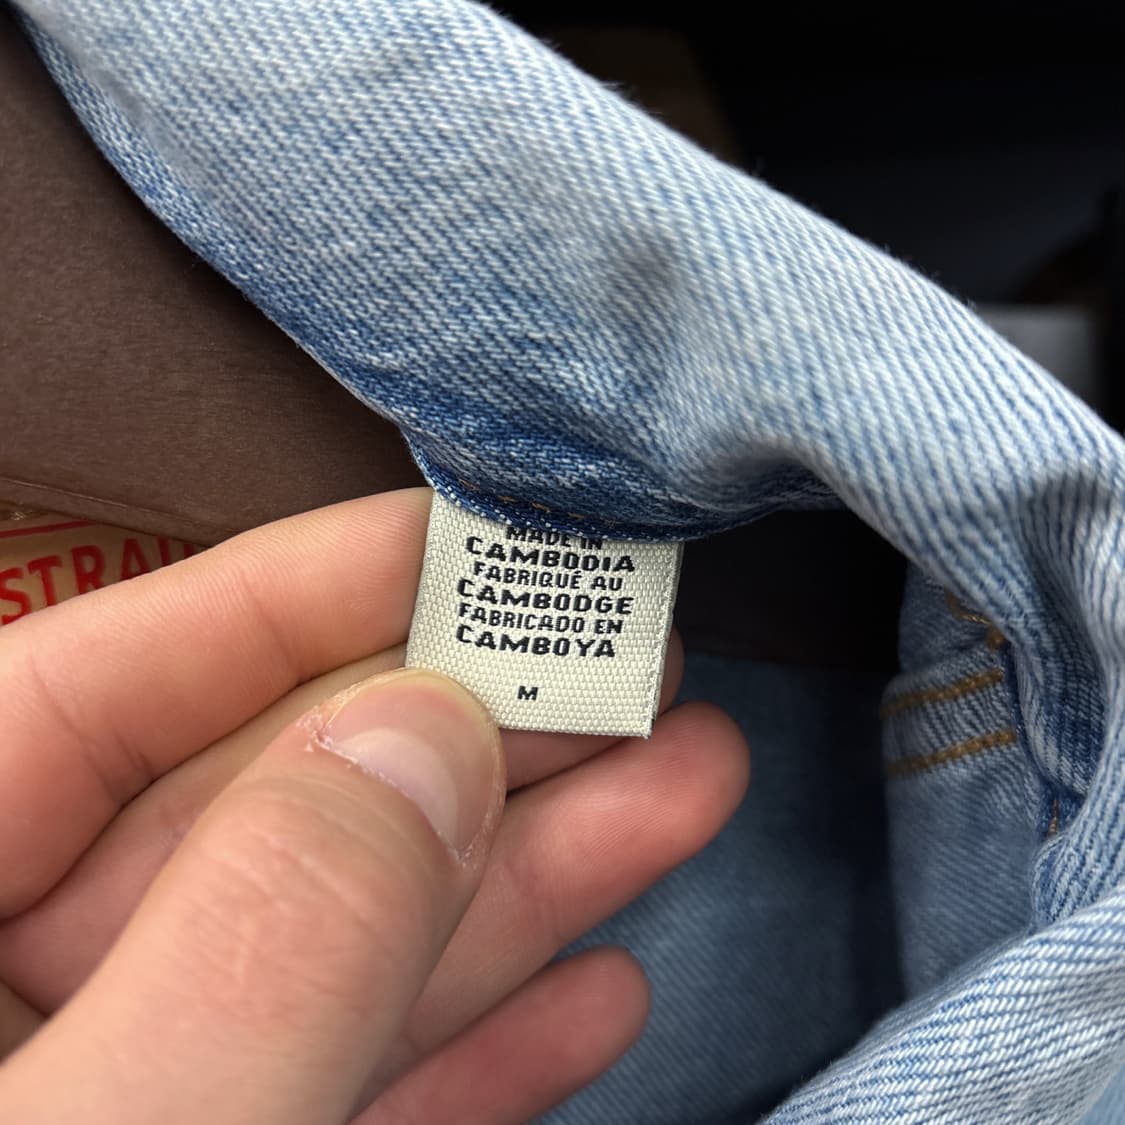 MADE IN
CAMBODIA
FABRIQUÉ AU
CAMBODGE
FABRICADO EN
CAMBOYA
M